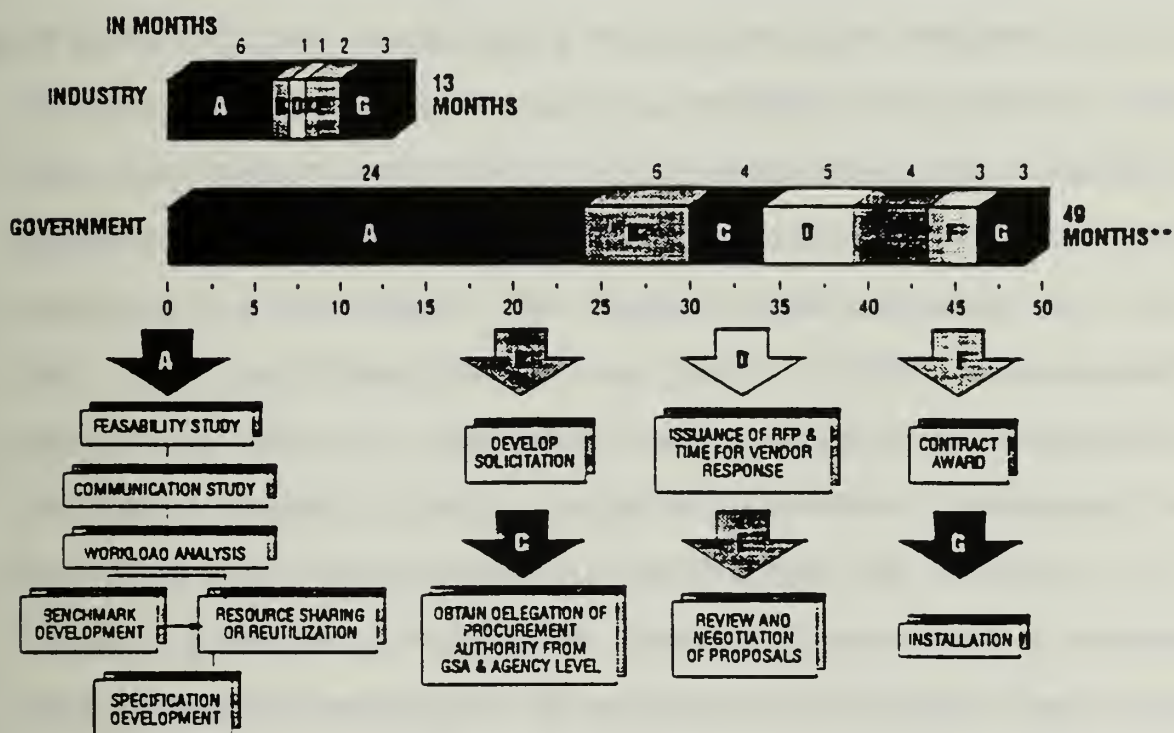 IN MONTHS
6 1 1 2 3
INDUSTRY
A D G
13
MONTHS
24 6 4 5 4 3 3
GOVERNMENT
A C D F G
49
MONTHS**
0 5 10 15 20 25 30 35 40 45 50
A D F
FEASABILITY STUDY
COMMUNICATION STUDY
WORKLOAD ANALYSIS
BENCHMARK
DEVELOPMENT
RESOURCE SHARING
OR REUTILIZATION
SPECIFICATION
DEVELOPMENT
DEVELOP
SOLICITATION
C
OBTAIN DELEGATION OF
PROCUREMENT
AUTHORITY FROM
GSA & AGENCY LEVEL
ISSUANCE OF RFP &
TIME FOR VENDOR
RESPONSE
E
REVIEW AND
NEGOTIATION
OF PROPOSALS
CONTRACT
AWARD
G
INSTALLATION